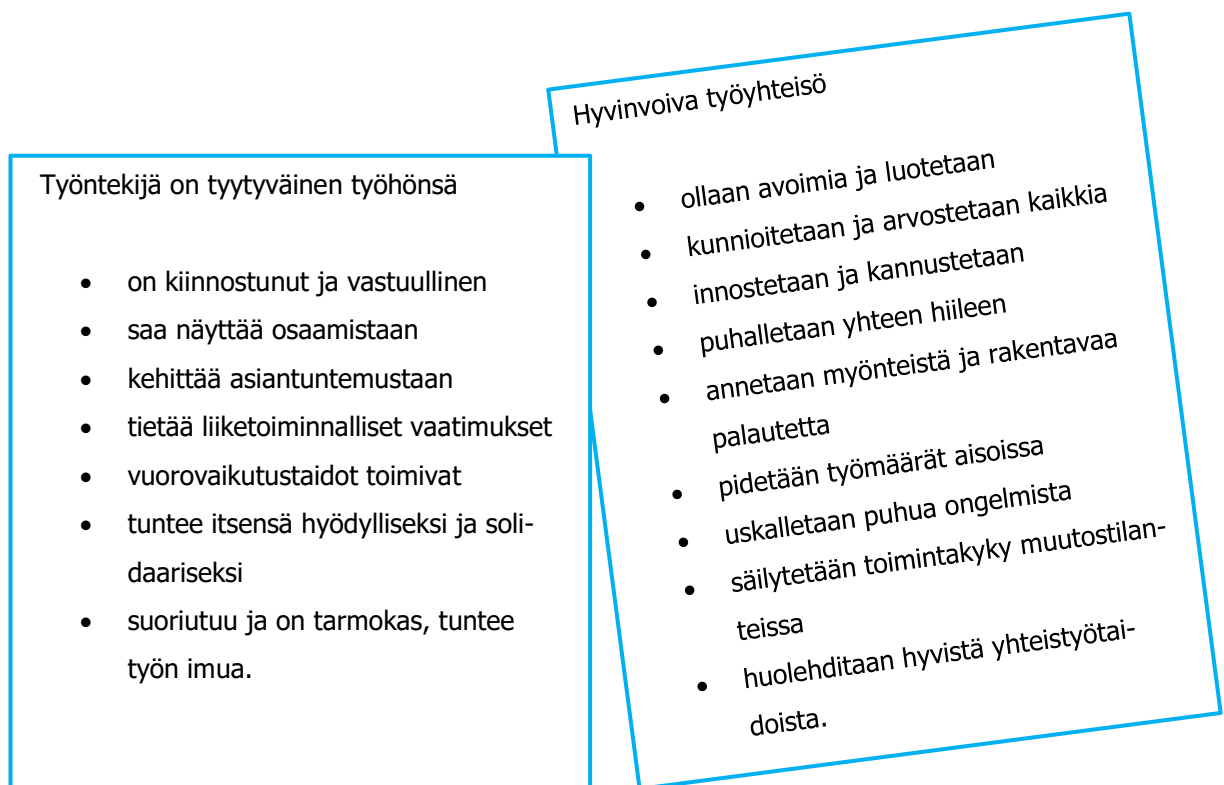 Työntekijä on tyytyväinen työhönsä
• on kiinnostunut ja vastuullinen
• saa näyttää osaamistaan
• kehittää asiantuntemustaan
• tietää liiketoiminnalliset vaatimukset
• vuorovaikutustaidot toimivat
• tuntee itsensä hyödylliseksi ja soli-
daariseksi
• suoriutuu ja on tarmokas, tuntee
työn imua.
Hyvinvoiva työyhteisö
• ollaan avoimia ja luotetaan
• kunnioitetaan ja arvostetaan kaikkia
• innostetaan ja kannustetaan
• puhalletaan yhteen hiileen
• annetaan myönteistä ja rakentavaa
palautetta
• pidetään työmäärät aisoissa
• uskalletaan puhua ongelmista
• säilytetään toimintakyky muutostilan-
teissa
• huolehditaan hyvistä yhteistyötai-
doista.